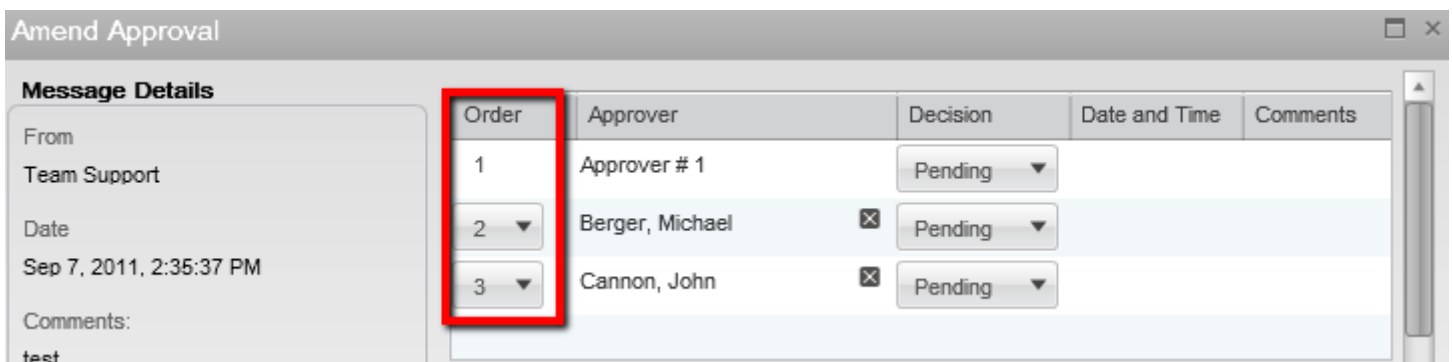 Amend Approval
Message Details
From
Team Support
Date
Sep 7, 2011, 2:35:37 PM
Comments:
test
Order Approver Decision Date and Time Comments
1 Approver # 1 Pending
2 Berger, Michael Pending
3 Cannon, John Pending